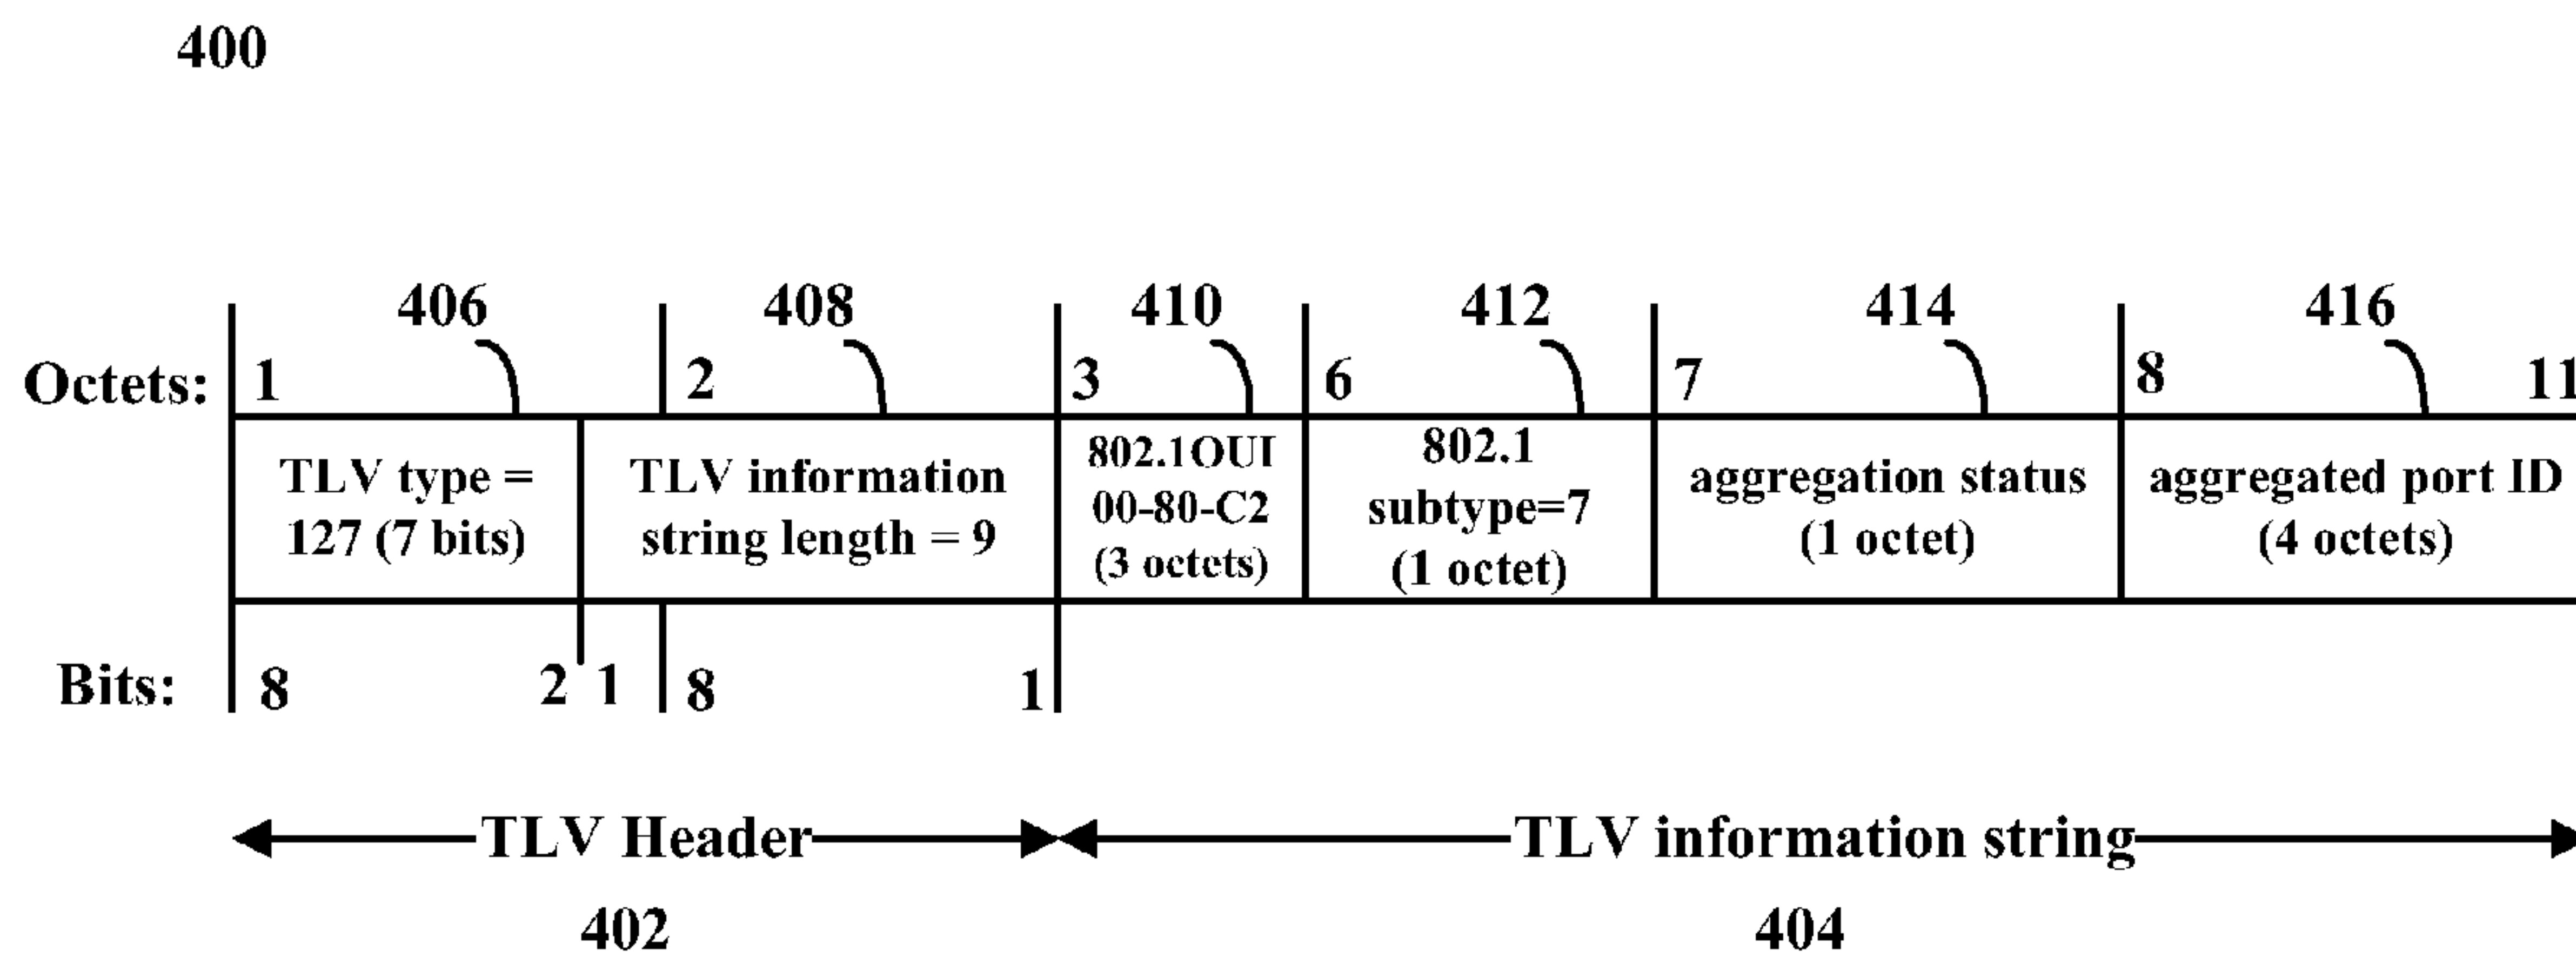 400
406 408 410 412 414 416
Octets: 1 2 3 6 7 8 11
TLV type =
127 (7 bits)
TLV information
string length = 9
802.1OUI
00-80-C2
(3 octets)
802.1
subtype=7
(1 octet)
aggregation status
(1 octet)
aggregated port ID
(4 octets)
Bits: 8 2 1 8 1
TLV Header TLV information string
402 404